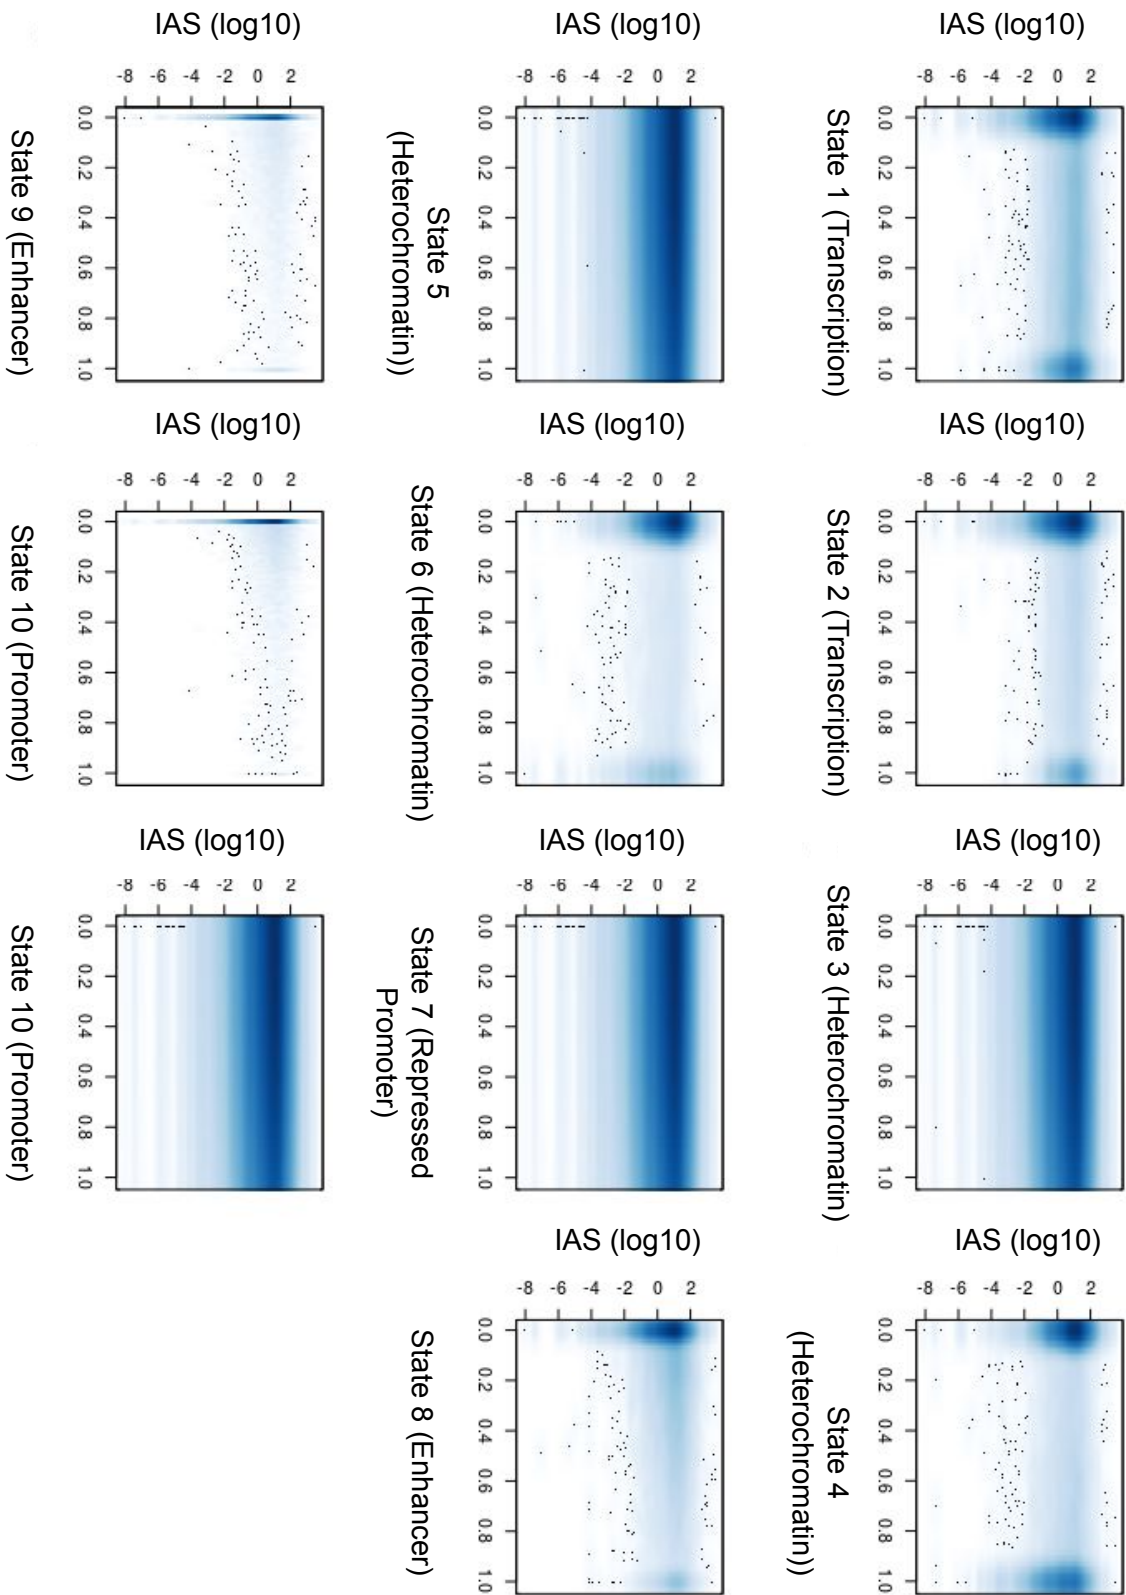 IAS (log10)
-8 -6 -4 -2 0 2
0.0 0.2 0.4 0.6 0.8 1.0
State 1 (Transcription)
IAS (log10)
-8 -6 -4 -2 0 2
0.0 0.2 0.4 0.6 0.8 1.0
State 2 (Transcription)
IAS (log10)
-8 -6 -4 -2 0 2
0.0 0.2 0.4 0.6 0.8 1.0
State 3 (Heterochromatin)
IAS (log10)
-8 -6 -4 -2 0 2
0.0 0.2 0.4 0.6 0.8 1.0
State 4
(Heterochromatin))
IAS (log10)
-8 -6 -4 -2 0 2
0.0 0.2 0.4 0.6 0.8 1.0
State 5
(Heterochromatin))
IAS (log10)
-8 -6 -4 -2 0 2
0.0 0.2 0.4 0.6 0.8 1.0
State 6 (Heterochromatin)
IAS (log10)
-8 -6 -4 -2 0 2
0.0 0.2 0.4 0.6 0.8 1.0
State 7 (Repressed
Promoter)
IAS (log10)
-8 -6 -4 -2 0 2
0.0 0.2 0.4 0.6 0.8 1.0
State 8 (Enhancer)
IAS (log10)
-8 -6 -4 -2 0 2
0.0 0.2 0.4 0.6 0.8 1.0
State 9 (Enhancer)
IAS (log10)
-8 -6 -4 -2 0 2
0.0 0.2 0.4 0.6 0.8 1.0
State 10 (Promoter)
IAS (log10)
-8 -6 -4 -2 0 2
0.0 0.2 0.4 0.6 0.8 1.0
State 10 (Promoter)